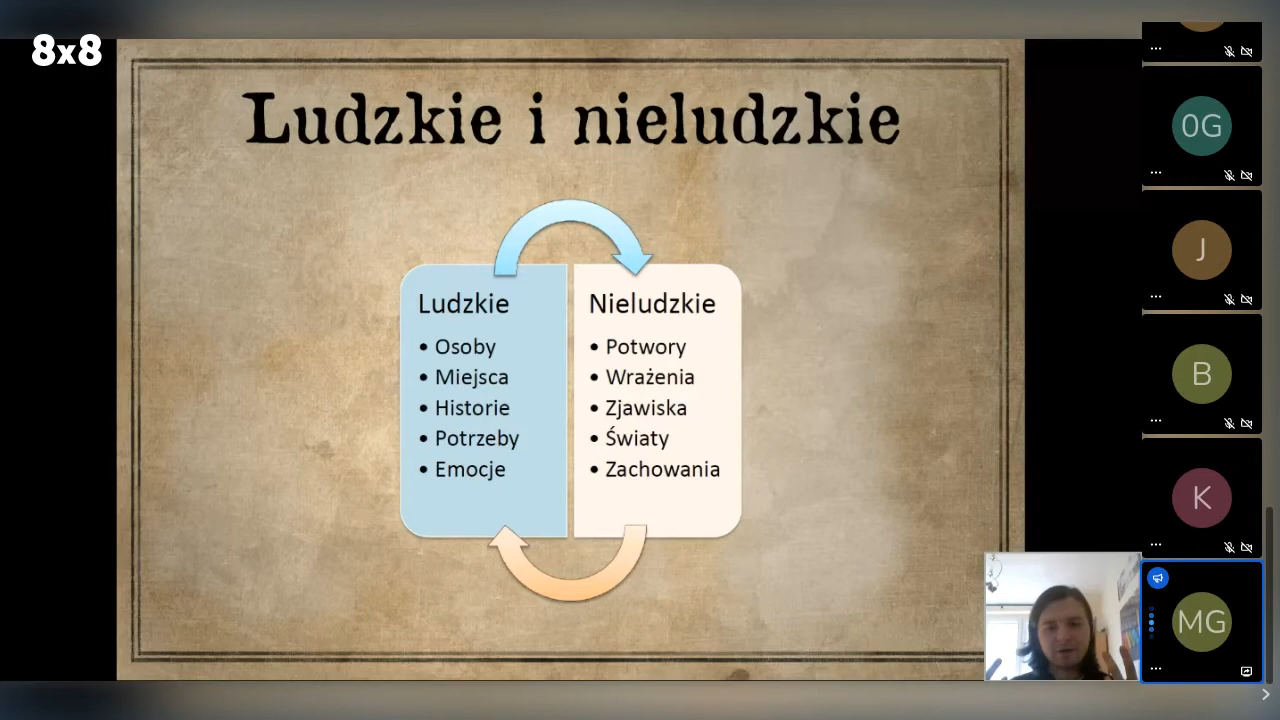 8x8
Ludzkie i nieludzkie
Ludzkie
• Osoby
• Miejsca
• Historie
• Potrzeby
• Emocje
Nieludzkie
• Potwory
• Wrażenia
• Zjawiska
• Światy
• Zachowania
0G
J
B
K
MG